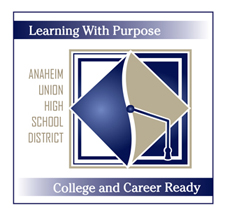 Learning With Purpose
ANAHEIM
UNION
HIGH
SCHOOL
DISTRICT
College and Career Ready